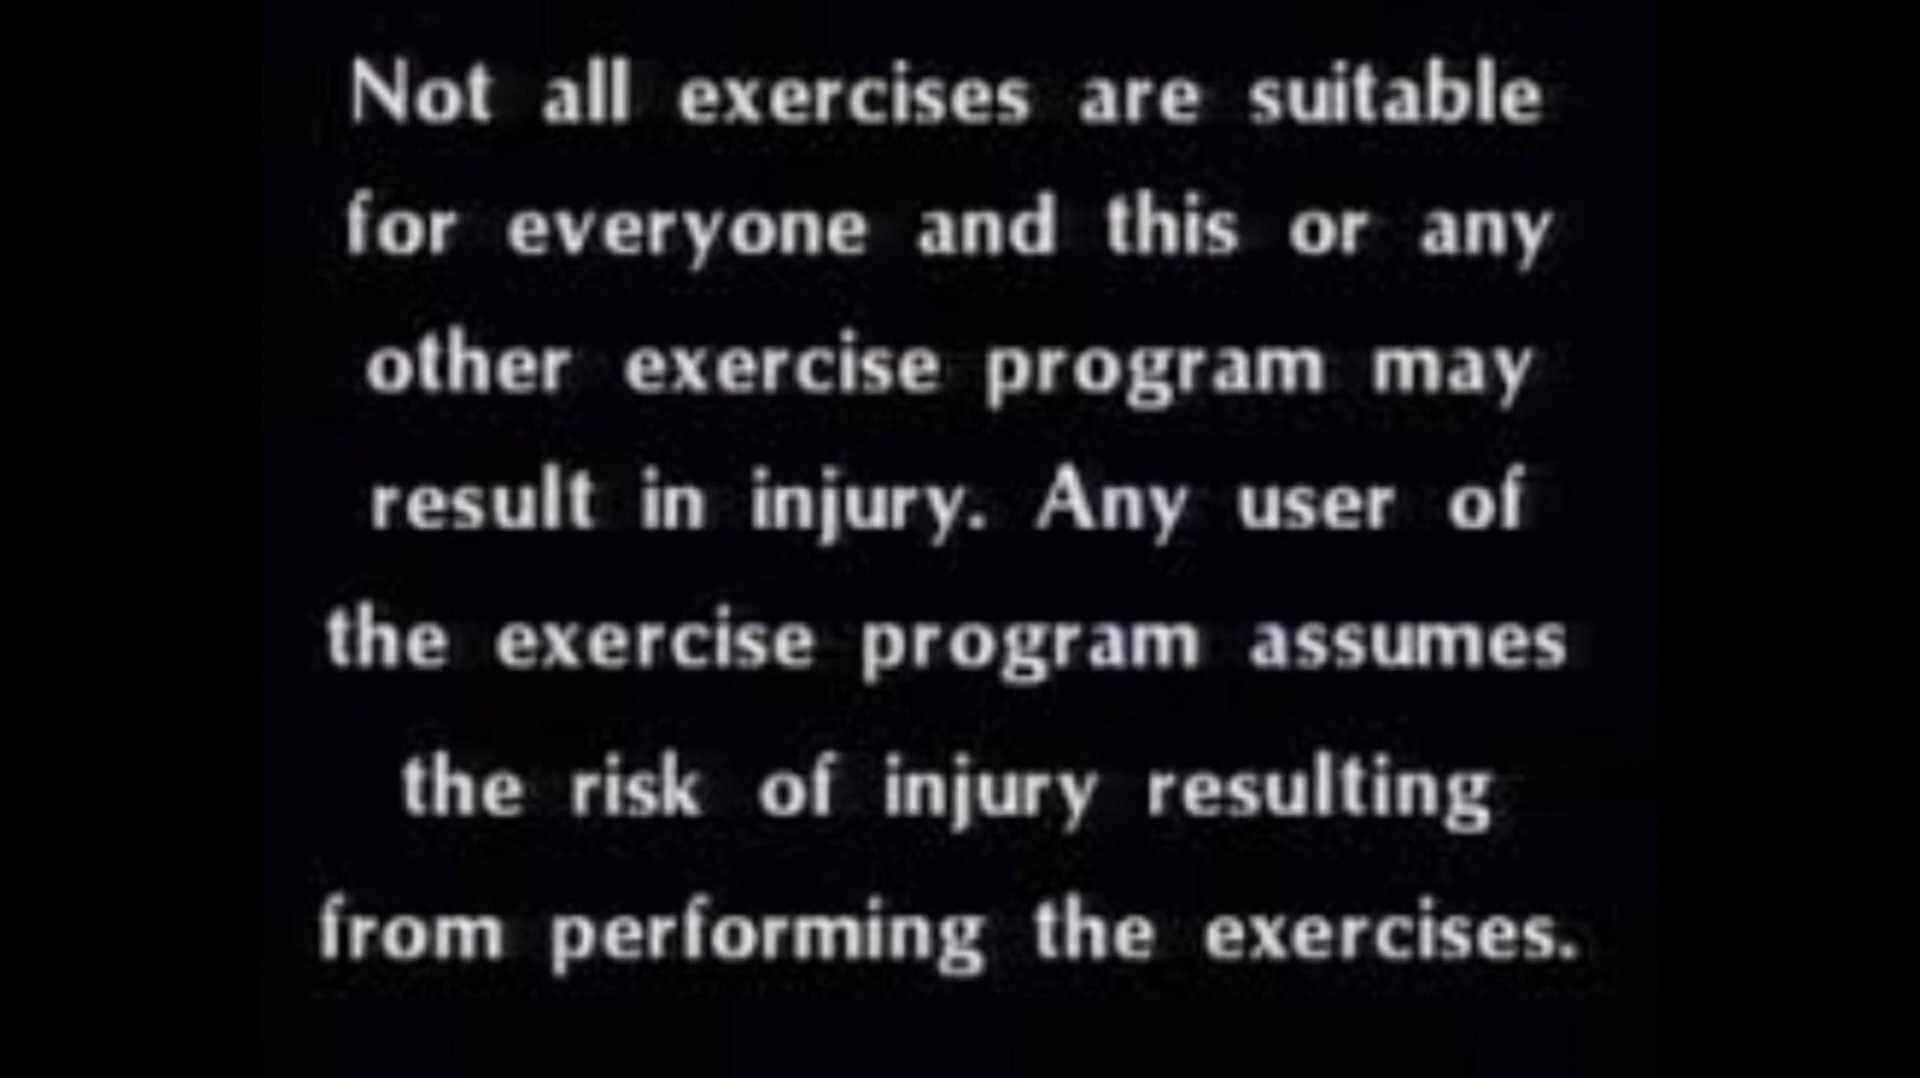 Not all exercises are suitable
for everyone and this or any
other exercise program may
result in injury. Any user of
the exercise program assumes
the risk of injury resulting
from performing the exercises.